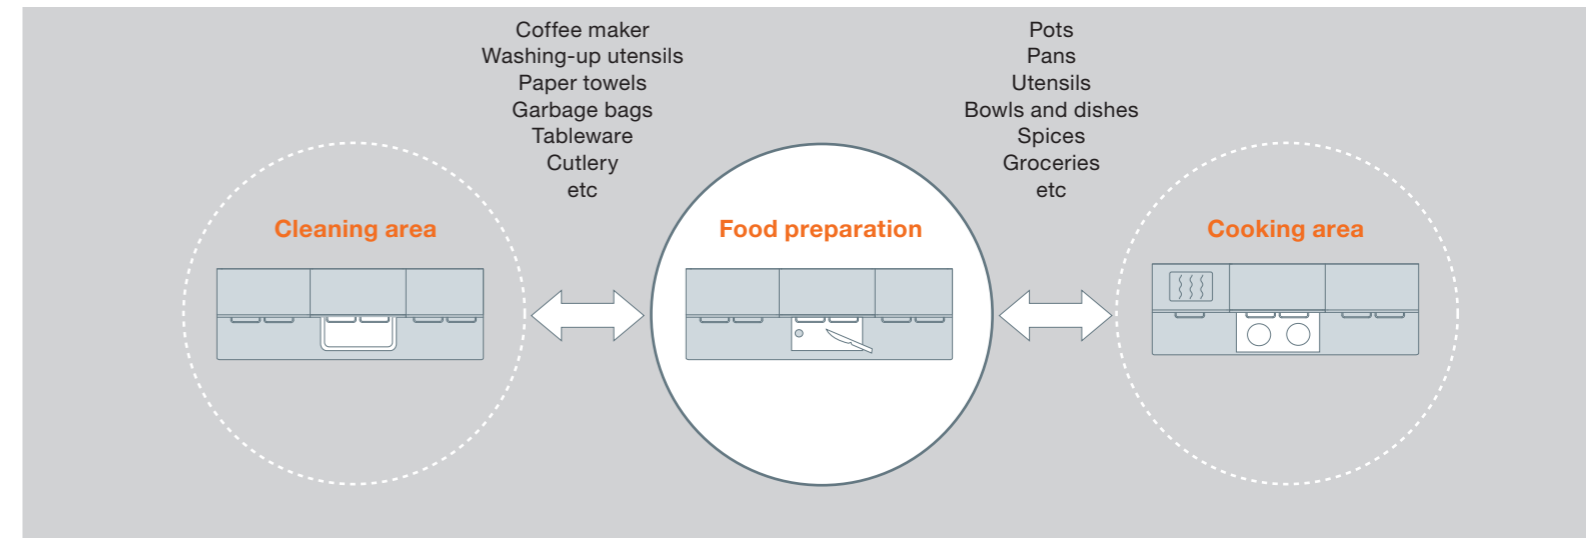 Coffee maker
Washing-up utensils
Paper towels
Garbage bags
Tableware
Cutlery
etc
Pots
Pans
Utensils
Bowls and dishes
Spices
Groceries
etc
Cleaning area
Food preparation
Cooking area